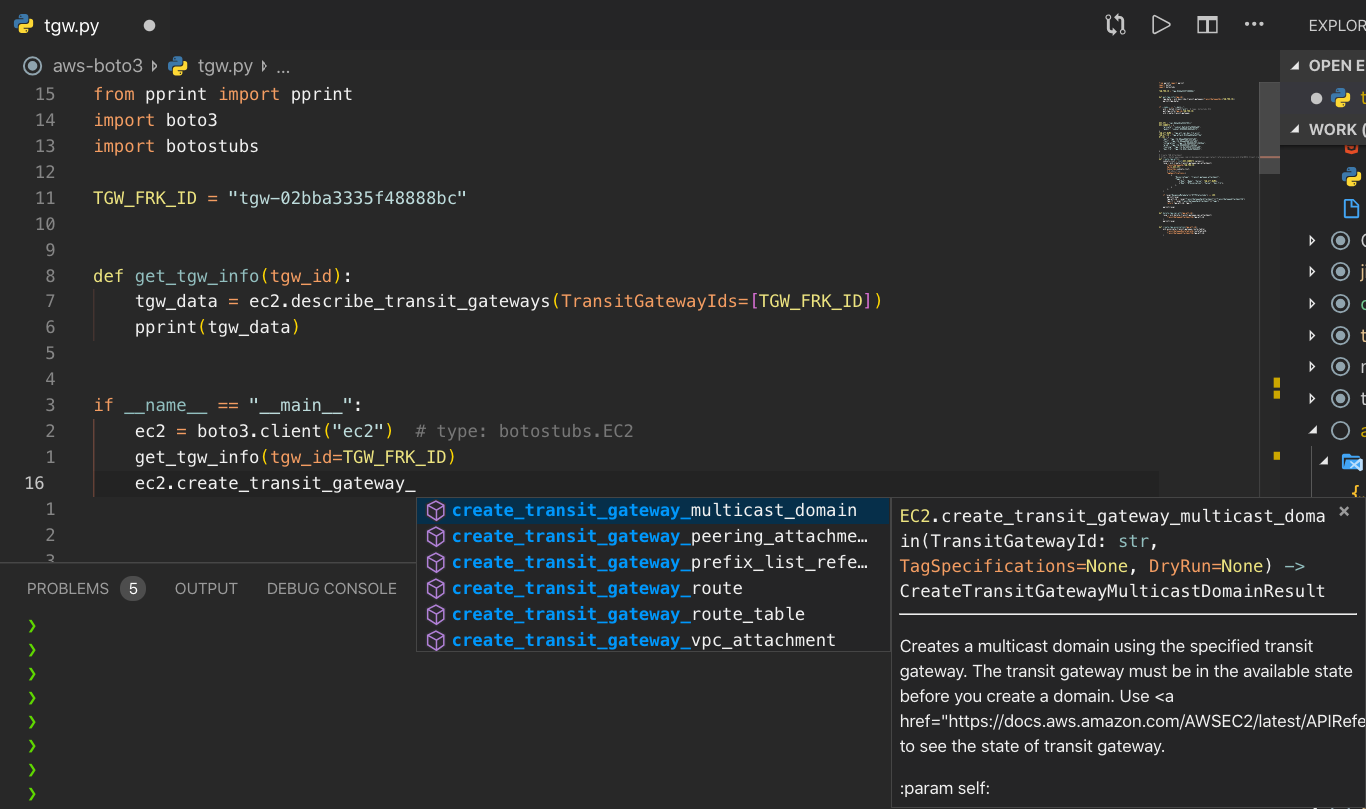 tgw.py
EXPLOR
aws-boto3 tgw.py ...
OPEN E
WORK (
15 from pprint import pprint
14 import boto3
13 import botostubs
12
11 TGW_FRK_ID = "tgw-02bba3335f48888bc"
10
9
8 def get_tgw_info(tgw_id):
7 tgw_data = ec2.describe_transit_gateways(TransitGatewayIds=[TGW_FRK_ID])
6 pprint(tgw_data)
5
4
3 if __name__ == "__main__":
2 ec2 = boto3.client("ec2") # type: botostubs.EC2
1 get_tgw_info(tgw_id=TGW_FRK_ID)
16 ec2.create_transit_gateway_
1
2
3
create_transit_gateway_multicast_domain
create_transit_gateway_peering_attachme…
create_transit_gateway_prefix_list_refe…
create_transit_gateway_route
create_transit_gateway_route_table
create_transit_gateway_vpc_attachment
EC2.create_transit_gateway_multicast_doma
in(TransitGatewayId: str,
TagSpecifications=None, DryRun=None) ->
CreateTransitGatewayMulticastDomainResult
Creates a multicast domain using the specified transit
gateway. The transit gateway must be in the available state
before you create a domain. Use <a
href="https://docs.aws.amazon.com/AWSEC2/latest/APIRefe
to see the state of transit gateway.
:param self:
PROBLEMS 5 OUTPUT DEBUG CONSOLE